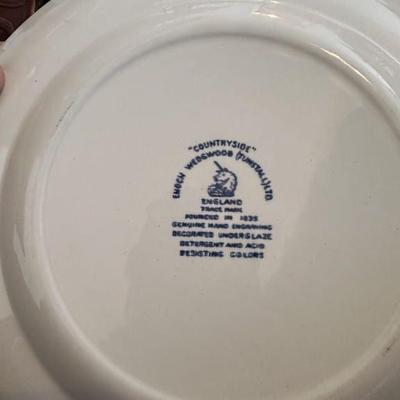 "COUNTRYSIDE"
ENOCH WEDGWOOD (TUNSTALL) LTD.
ENGLAND
TRADE MARK
FOUNDED IN 1835
GENUINE HAND ENGRAVING
DECORATED UNDERGLAZE
DETERGENT AND ACID
RESISTING COLORS